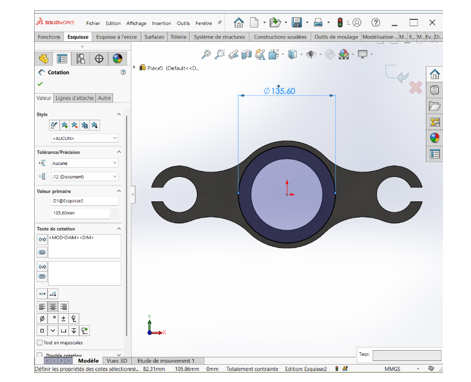 SOLIDWORKS Fichier Edition Affichage Insertion Outils Fenêtre
Fonctions Esquisse Esquisse à l'encre Surfaces Tôlerie Système de structures Constructions soudées Outils de moulage Modélisation ...M... E... M... Ev... Di...
Pièce5 (Default<<D...
Cotation
Valeur Lignes d'attache Autre
Style
<AUCUN>
Tolérance/Précision
Aucune
.12 (Document)
Valeur primaire
D1@Esquisse2
135.60mm
Texte de cotation
<MOD-DIAM><DIM>
Tout en majuscules
Double cotation
Ø135.60
Y
X
Modèle Vues 3D Etude de mouvement 1
Tags:
Définir les propriétés des cotes sélectionné... 82.31mm 105.86mm 0mm Totalement contrainte Edition: Esquisse2 MMGS